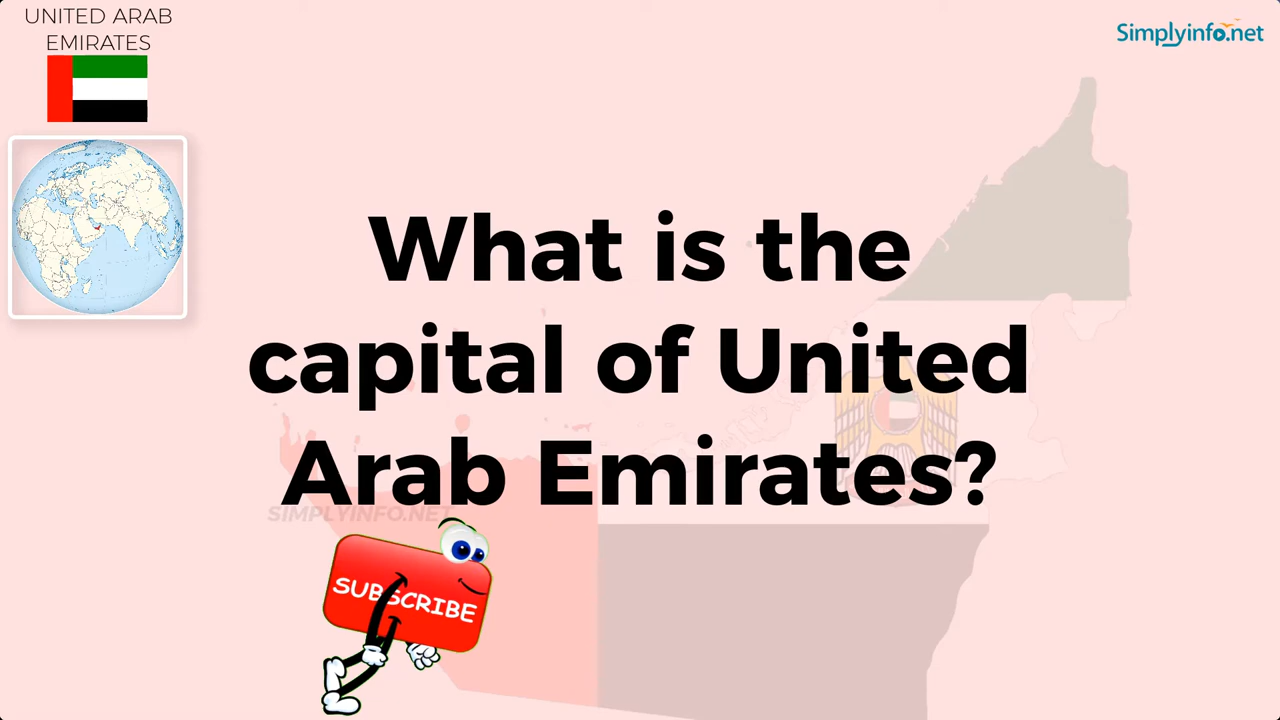 UNITED ARAB
EMIRATES
Simplyinfo.net
What is the
capital of United
Arab Emirates?
SIMPLYINFO.NET
SUBSCRIBE